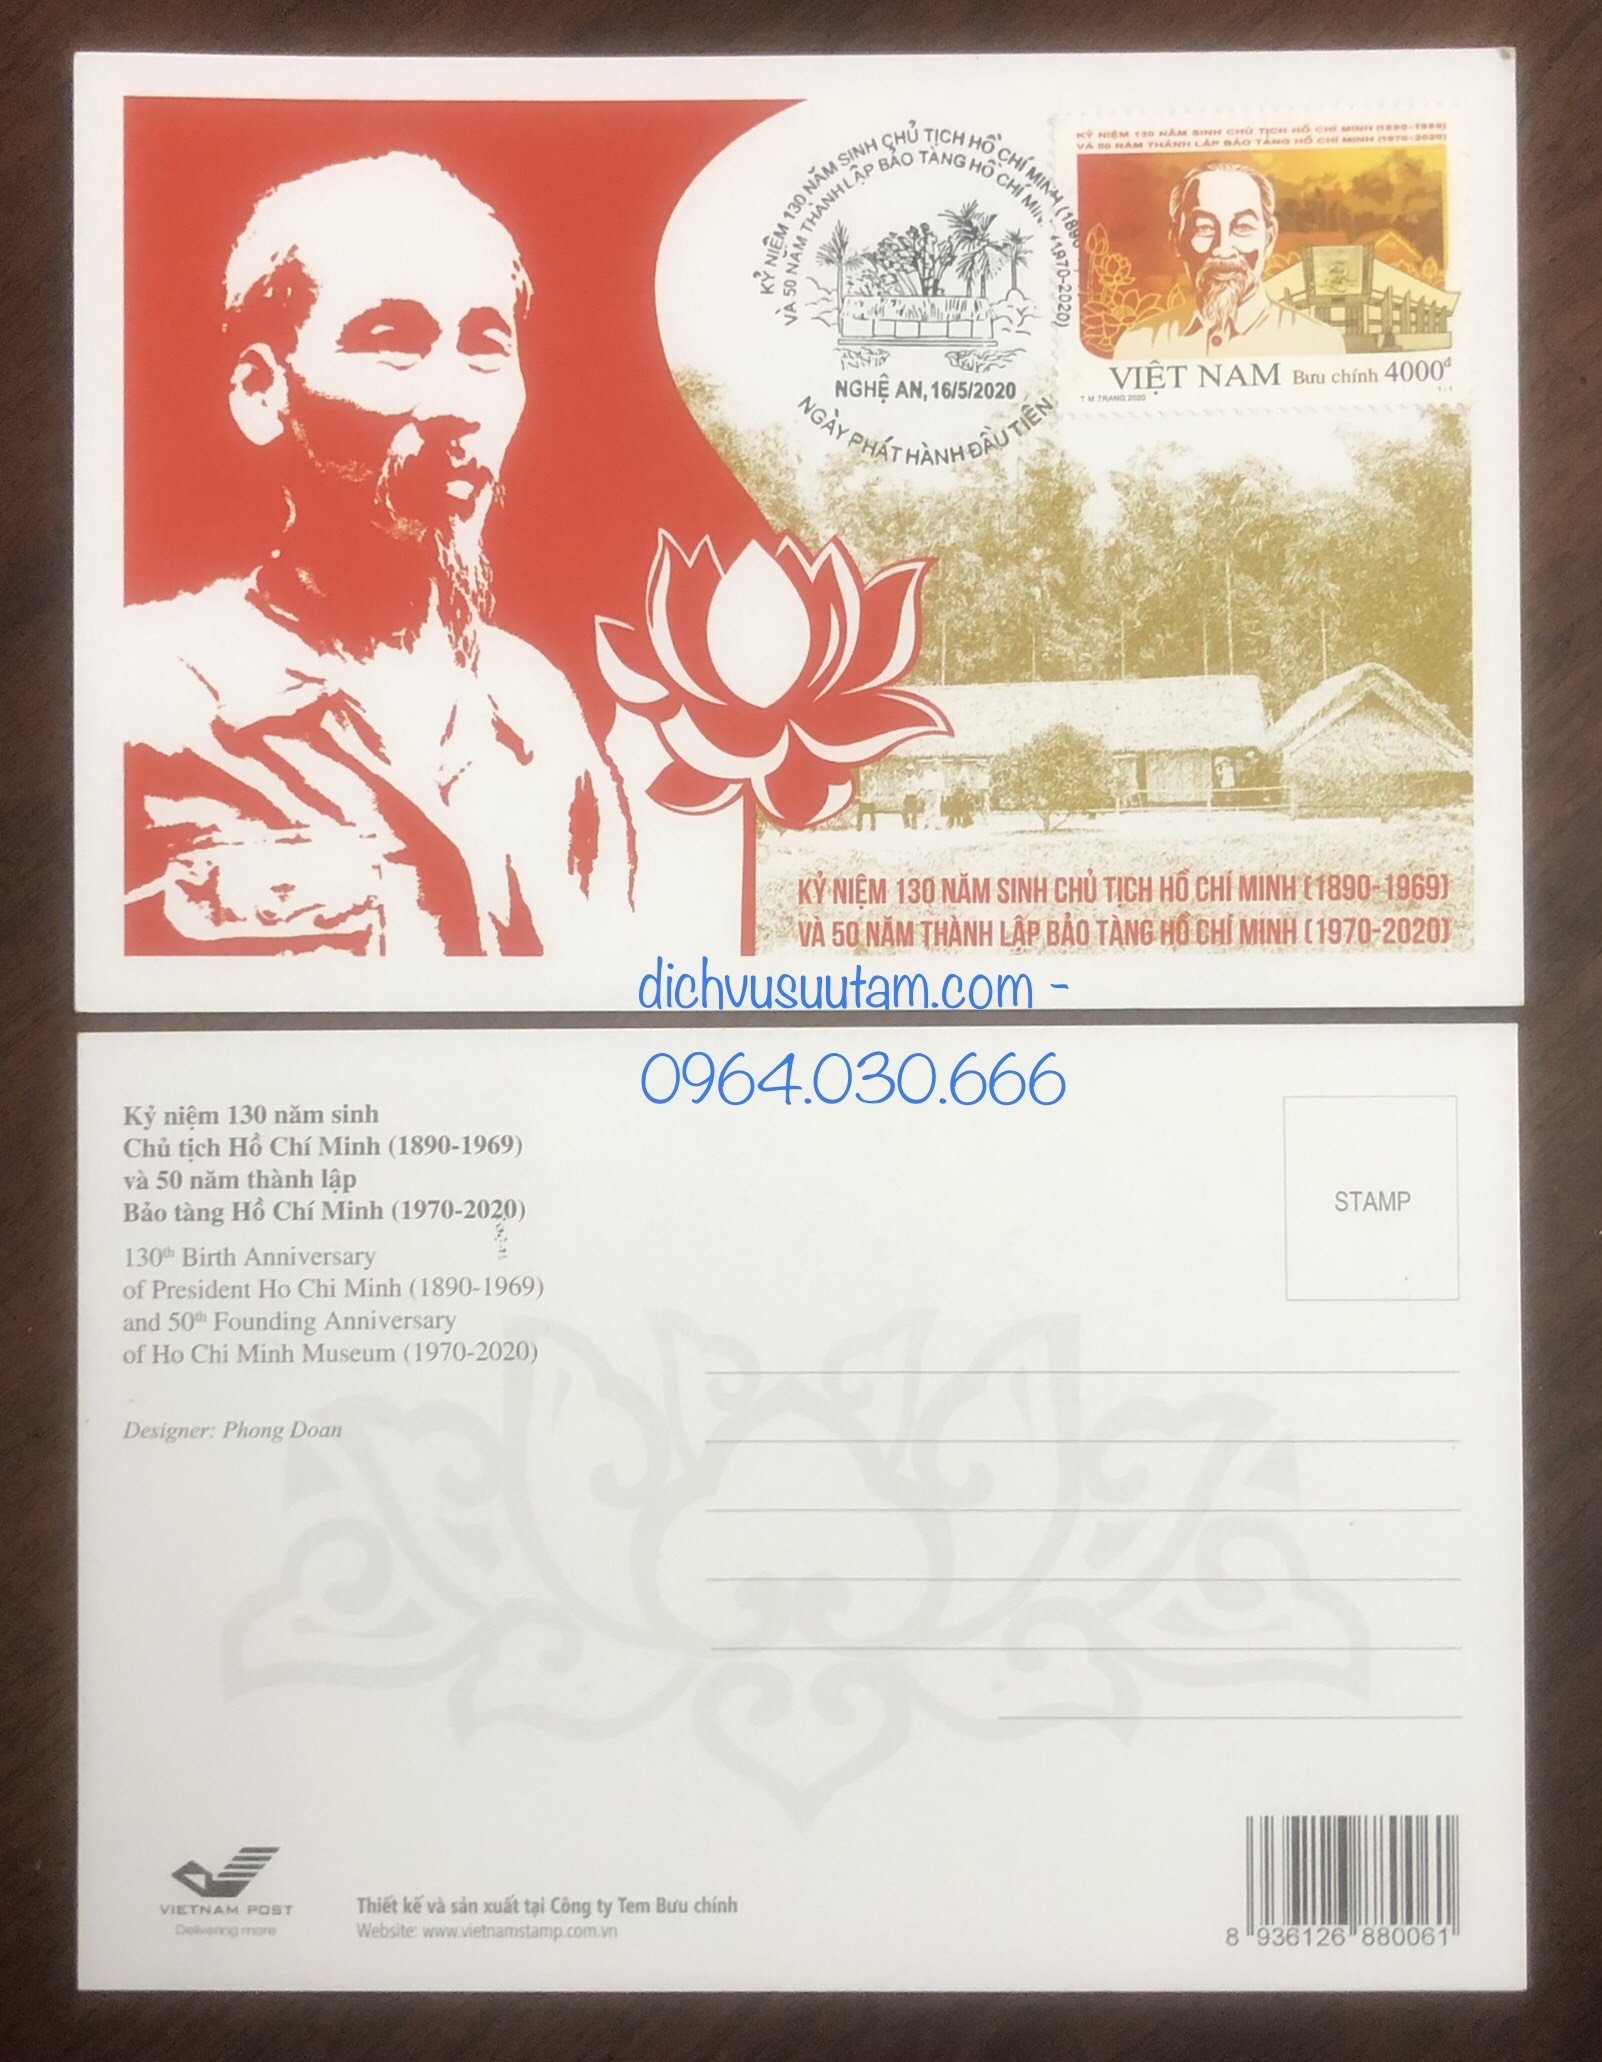 KỶ NIỆM 130 NĂM SINH CHỦ TỊCH HỒ CHÍ MINH (1890
VÀ 50 NĂM THÀNH LẬP BẢO TÀNG HỒ CHÍ MINH (1970-2020)
NGHỆ AN, 16/5/2020
NGÀY PHÁT HÀNH ĐẦU TIÊN
KỶ NIỆM 130 NĂM SINH CHỦ TỊCH HỒ CHÍ MINH (1890-1969)
VÀ 50 NĂM THÀNH LẬP BẢO TÀNG HỒ CHÍ MINH (1970-2020)
VIỆT NAM Bưu chính 4000đ
T M TRANG 2020
1-1
KỶ NIỆM 130 NĂM SINH CHỦ TỊCH HỒ CHÍ MINH (1890-1969)
VÀ 50 NĂM THÀNH LẬP BẢO TÀNG HỒ CHÍ MINH (1970-2020)
dichvusuutam.com -
0964.030.666
Kỷ niệm 130 năm sinh
Chủ tịch Hồ Chí Minh (1890-1969)
và 50 năm thành lập
Bảo tàng Hồ Chí Minh (1970-2020)
130th Birth Anniversary
of President Ho Chi Minh (1890-1969)
and 50th Founding Anniversary
of Ho Chi Minh Museum (1970-2020)
Designer: Phong Doan
STAMP
VIETNAM POST
Delivering more
Thiết kế và sản xuất tại Công ty Tem Bưu chính
Website: www.vietnamstamp.com.vn
8 936126 880061